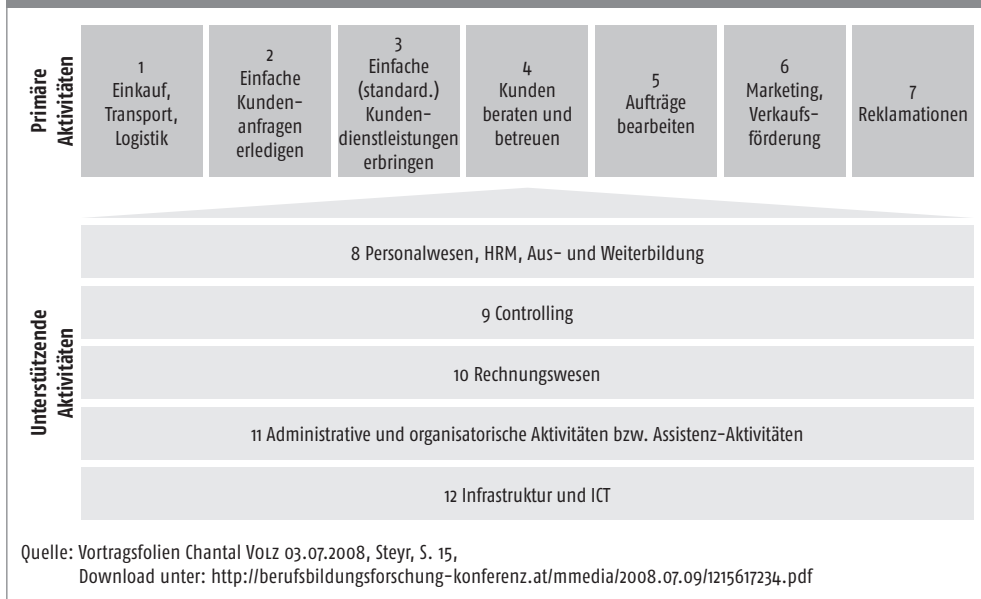 Primäre
Aktivitäten
1
Einkauf,
Transport,
Logistik
2
Einfache
Kunden-
anfragen
erledigen
3
Einfache
(standard.)
Kunden-
dienstleistungen
erbringen
4
Kunden
beraten und
betreuen
5
Aufträge
bearbeiten
6
Marketing,
Verkaufs-
förderung
7
Reklamationen
Unterstützende
Aktivitäten
8 Personalwesen, HRM, Aus- und Weiterbildung
9 Controlling
10 Rechnungswesen
11 Administrative und organisatorische Aktivitäten bzw. Assistenz-Aktivitäten
12 Infrastruktur und ICT
Quelle: Vortragsfolien Chantal VOLZ 03.07.2008, Steyr, S. 15,
Download unter: http://berufsbildungsforschung-konferenz.at/mmedia/2008.07.09/1215617234.pdf